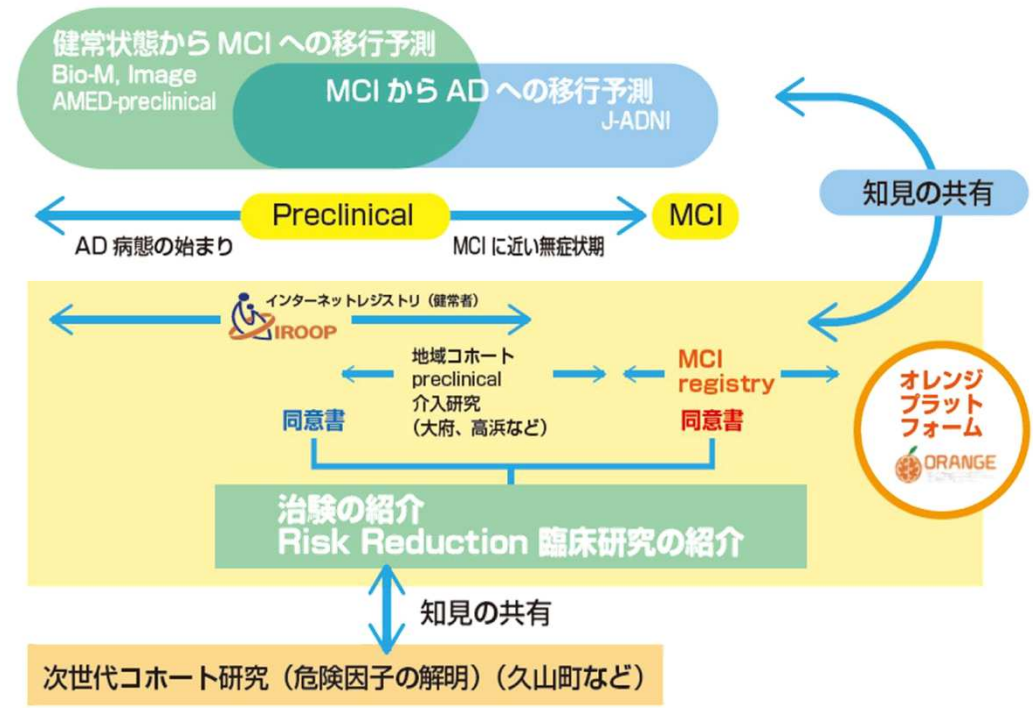 健常状態から MCI への移行予測
Bio-M, Image
AMED-preclinical
MCI から AD への移行予測
J-ADNI
知見の共有
Preclinical
MCI
AD 病態の始まり
MCI に近い無症状期
インターネットレジストリ（健常者）
IROOP
地域コホート
preclinical
介入研究
（大府、高浜など）
MCI
registry
同意書
同意書
オレンジ
プラット
フォーム
ORANGE
治験の紹介
Risk Reduction 臨床研究の紹介
知見の共有
次世代コホート研究（危険因子の解明）（久山町など）